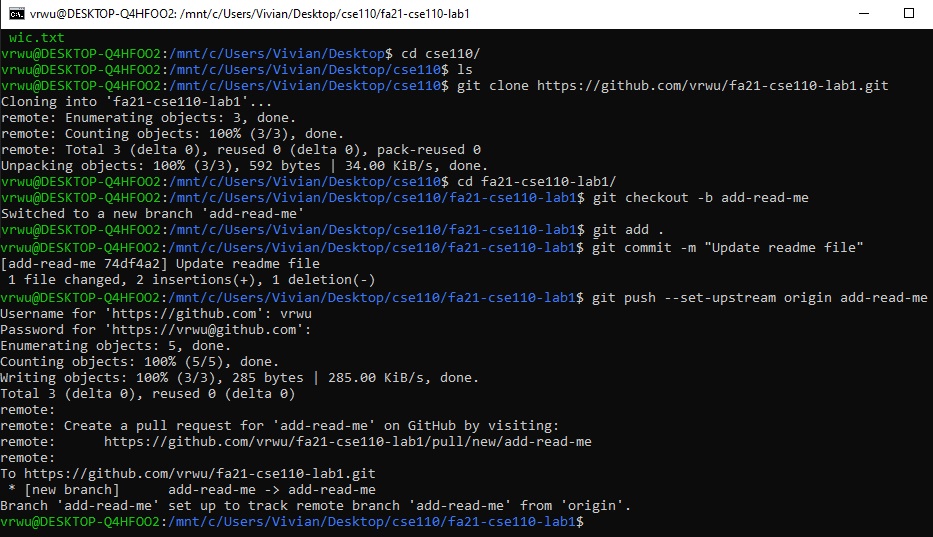 vrwu@DESKTOP-Q4HFOO2: /mnt/c/Users/Vivian/Desktop/cse110/fa21-cse110-lab1
wic.txt
vrwu@DESKTOP-Q4HFOO2:/mnt/c/Users/Vivian/Desktop$ cd cse110/
vrwu@DESKTOP-Q4HFOO2:/mnt/c/Users/Vivian/Desktop/cse110$ ls
vrwu@DESKTOP-Q4HFOO2:/mnt/c/Users/Vivian/Desktop/cse110$ git clone https://github.com/vrwu/fa21-cse110-lab1.git
Cloning into 'fa21-cse110-lab1'...
remote: Enumerating objects: 3, done.
remote: Counting objects: 100% (3/3), done.
remote: Total 3 (delta 0), reused 0 (delta 0), pack-reused 0
Unpacking objects: 100% (3/3), 592 bytes | 34.00 KiB/s, done.
vrwu@DESKTOP-Q4HFOO2:/mnt/c/Users/Vivian/Desktop/cse110$ cd fa21-cse110-lab1/
vrwu@DESKTOP-Q4HFOO2:/mnt/c/Users/Vivian/Desktop/cse110/fa21-cse110-lab1$ git checkout -b add-read-me
Switched to a new branch 'add-read-me'
vrwu@DESKTOP-Q4HFOO2:/mnt/c/Users/Vivian/Desktop/cse110/fa21-cse110-lab1$ git add .
vrwu@DESKTOP-Q4HFOO2:/mnt/c/Users/Vivian/Desktop/cse110/fa21-cse110-lab1$ git commit -m "Update readme file"
[add-read-me 74df4a2] Update readme file
 1 file changed, 2 insertions(+), 1 deletion(-)
vrwu@DESKTOP-Q4HFOO2:/mnt/c/Users/Vivian/Desktop/cse110/fa21-cse110-lab1$ git push --set-upstream origin add-read-me
Username for 'https://github.com': vrwu
Password for 'https://vrwu@github.com':
Enumerating objects: 5, done.
Counting objects: 100% (5/5), done.
Writing objects: 100% (3/3), 285 bytes | 285.00 KiB/s, done.
Total 3 (delta 0), reused 0 (delta 0)
remote:
remote: Create a pull request for 'add-read-me' on GitHub by visiting:
remote:      https://github.com/vrwu/fa21-cse110-lab1/pull/new/add-read-me
remote:
To https://github.com/vrwu/fa21-cse110-lab1.git
 * [new branch]      add-read-me -> add-read-me
Branch 'add-read-me' set up to track remote branch 'add-read-me' from 'origin'.
vrwu@DESKTOP-Q4HFOO2:/mnt/c/Users/Vivian/Desktop/cse110/fa21-cse110-lab1$